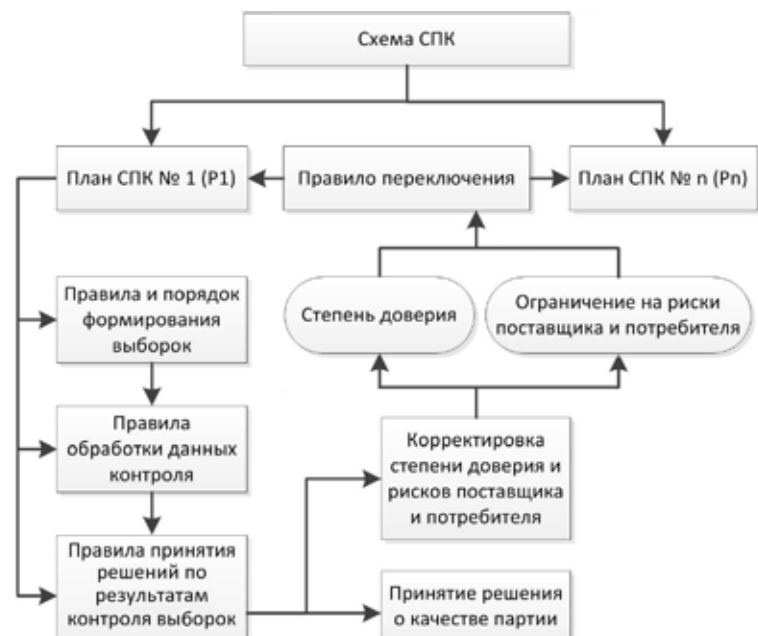 Схема СПК
План СПК № 1 (P1)
Правило переключения
План СПК № n (Pn)
Правила и порядок
формирования
выборок
Степень доверия
Ограничение на риски
поставщика и потребителя
Правила
обработки данных
контроля
Корректировка
степени доверия и
рисков поставщика
и потребителя
Правила принятия
решений по
результатам
контроля выборок
Принятие решения
о качестве партии